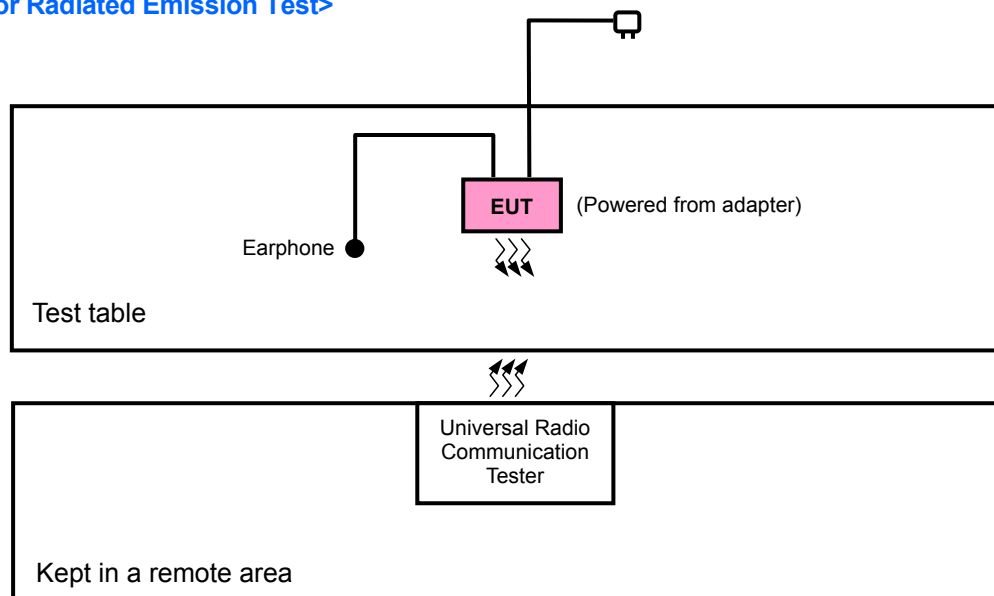 or Radiated Emission Test>
EUT
(Powered from adapter)
Earphone
Test table
Universal Radio
Communication
Tester
Kept in a remote area